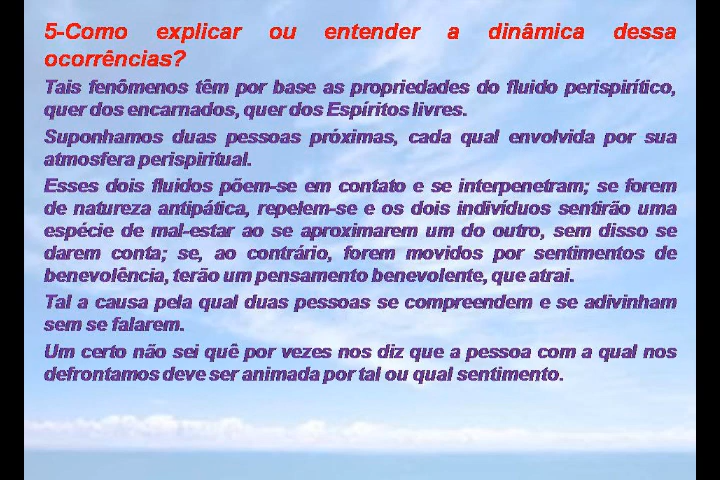 5-Como explicar ou entender a dinâmica dessa
ocorrências?
Tais fenômenos têm por base as propriedades do fluido perispirítico,
quer dos encarnados, quer dos Espíritos livres.
Suponhamos duas pessoas próximas, cada qual envolvida por sua
atmosfera perispiritual.
Esses dois fluidos põem-se em contato e se interpenetram; se forem
de natureza antipática, repelem-se e os dois indivíduos sentirão uma
espécie de mal-estar ao se aproximarem um do outro, sem disso se
darem conta; se, ao contrário, forem movidos por sentimentos de
benevolência, terão um pensamento benevolente, que atrai.
Tal a causa pela qual duas pessoas se compreendem e se adivinham
sem se falarem.
Um certo não sei quê por vezes nos diz que a pessoa com a qual nos
defrontamos deve ser animada por tal ou qual sentimento.